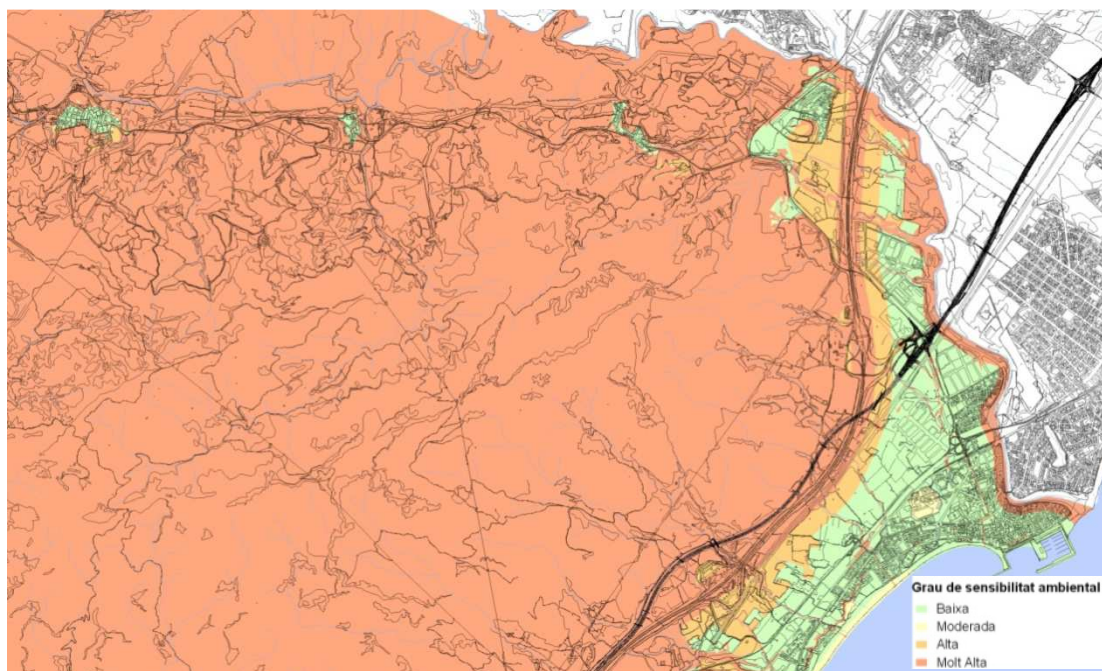 Grau de sensibilitat ambiental
Baixa
Moderada
Alta
Molt Alta